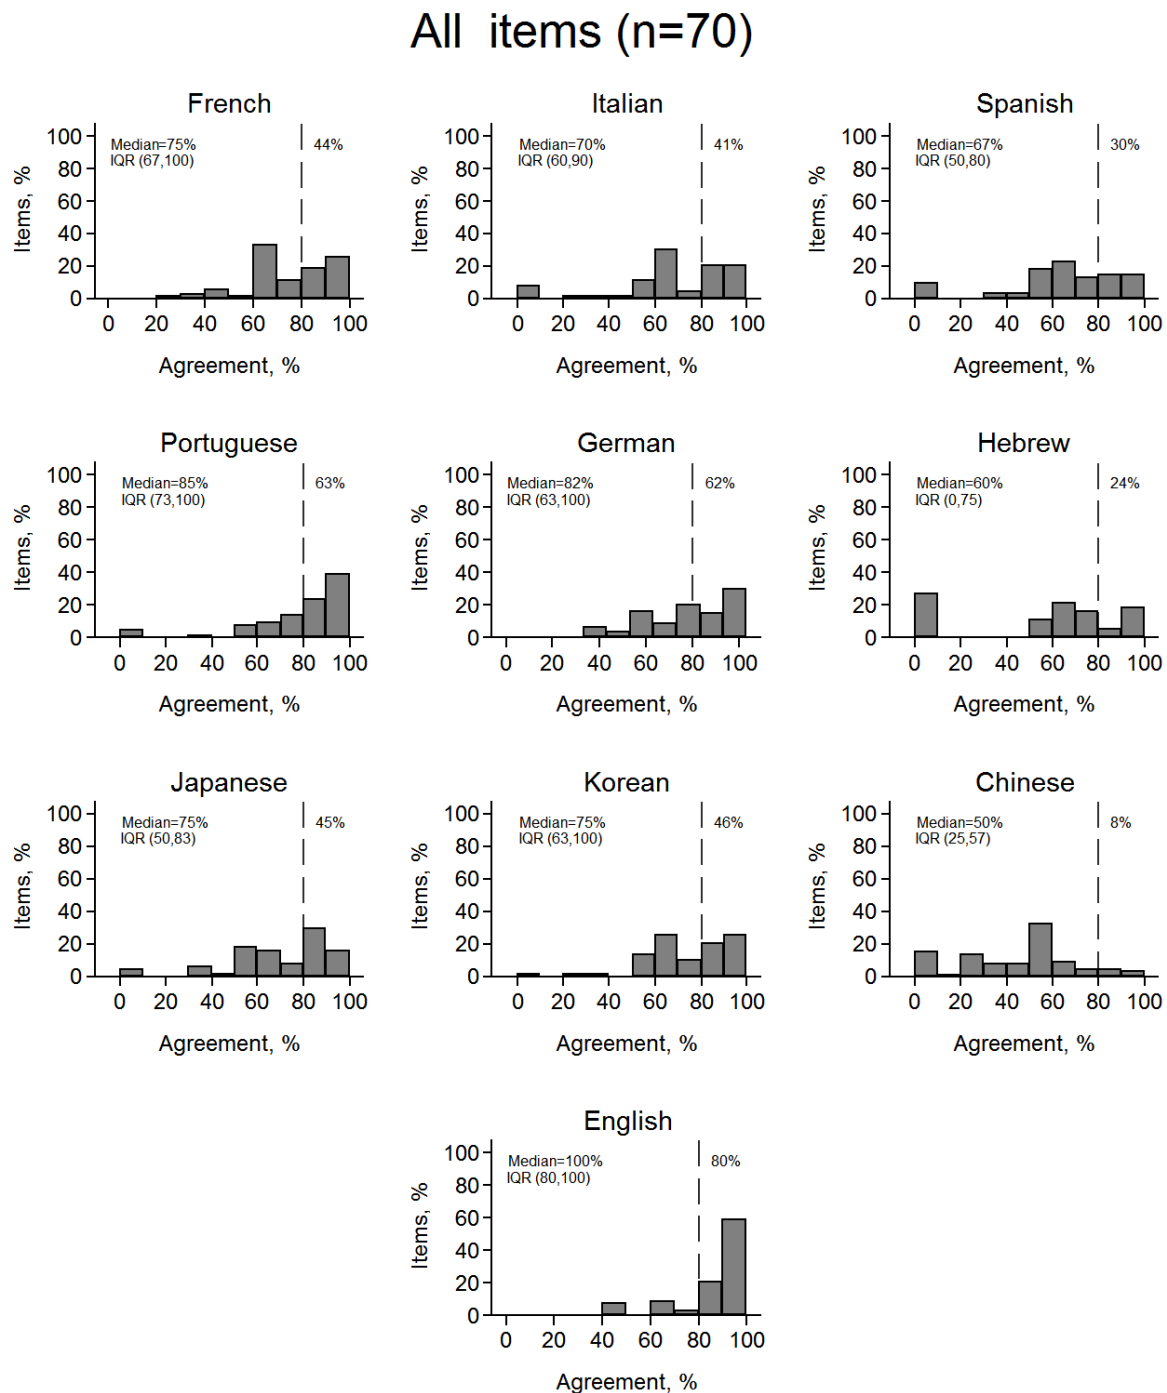 All  items (n=70)
French
Median=75%
IQR (67,100)
44%
100
80
60
40
20
0
Items, %
0 20 40 60 80 100
Agreement, %
Italian
Median=70%
IQR (60,90)
41%
100
80
60
40
20
0
Items, %
0 20 40 60 80 100
Agreement, %
Spanish
Median=67%
IQR (50,80)
30%
100
80
60
40
20
0
Items, %
0 20 40 60 80 100
Agreement, %
Portuguese
Median=85%
IQR (73,100)
63%
100
80
60
40
20
0
Items, %
0 20 40 60 80 100
Agreement, %
German
Median=82%
IQR (63,100)
62%
100
80
60
40
20
0
Items, %
0 20 40 60 80 100
Agreement, %
Hebrew
Median=60%
IQR (0,75)
24%
100
80
60
40
20
0
Items, %
0 20 40 60 80 100
Agreement, %
Japanese
Median=75%
IQR (50,83)
45%
100
80
60
40
20
0
Items, %
0 20 40 60 80 100
Agreement, %
Korean
Median=75%
IQR (63,100)
46%
100
80
60
40
20
0
Items, %
0 20 40 60 80 100
Agreement, %
Chinese
Median=50%
IQR (25,57)
8%
100
80
60
40
20
0
Items, %
0 20 40 60 80 100
Agreement, %
English
Median=100%
IQR (80,100)
80%
100
80
60
40
20
0
Items, %
0 20 40 60 80 100
Agreement, %